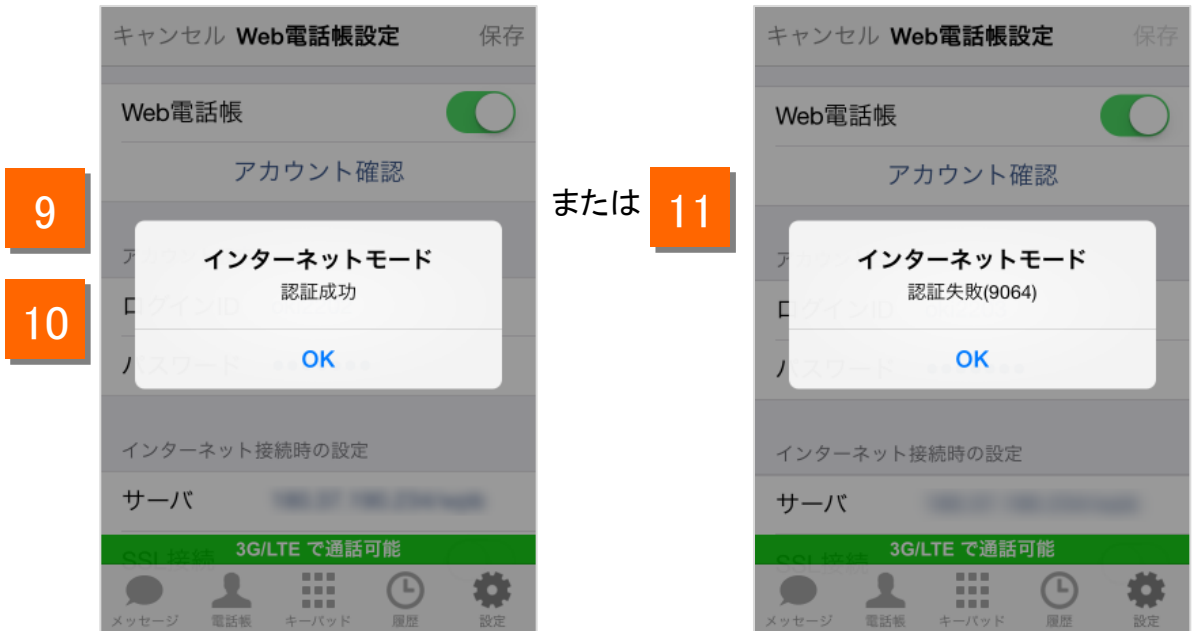 キャンセル Web電話帳設定 保存
Web電話帳
アカウント確認
9
10
インターネットモード
認証成功
ログインID
パスワード
OK
インターネット接続時の設定
サーバ
SSL接続
3G/LTE で通話可能
メッセージ 電話帳 キーパッド 履歴 設定
または
11
キャンセル Web電話帳設定 保存
Web電話帳
アカウント確認
インターネットモード
認証失敗(9064)
ログインID
パスワード
OK
インターネット接続時の設定
サーバ
SSL接続
3G/LTE で通話可能
メッセージ 電話帳 キーパッド 履歴 設定